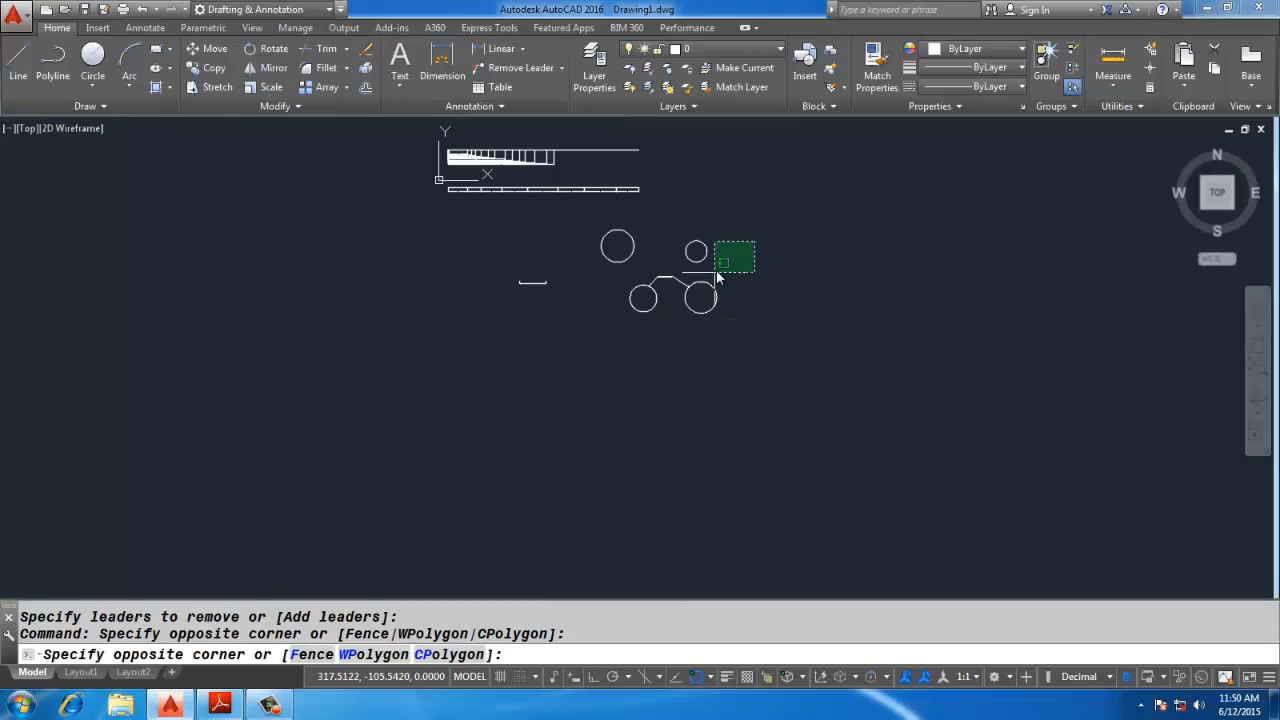 Drafting & Annotation
Autodesk AutoCAD 2016   Drawing1.dwg
Type a keyword or phrase
Sign In
Home Insert Annotate Parametric View Manage Output Add-ins A360 Express Tools Featured Apps BIM 360 Performance
Move Rotate Trim Linear 0 ByLayer
Copy Mirror Fillet Remove Leader Make Current ByLayer
Line Polyline Circle Arc Text Dimension Layer Properties Insert Match Properties Group Measure Paste Base
Stretch Scale Array Table Match Layer ByLayer
Draw Modify Annotation Layers Block Properties Groups Utilities Clipboard View
[−][Top][2D Wireframe]
Y
X
N
W TOP E
S
WCS
Specify leaders to remove or [Add leaders]:
Command: Specify opposite corner or [Fence/WPolygon/CPolygon]:
Specify opposite corner or [Fence WPolygon CPolygon]:
Model Layout1 Layout2 + 317.5122, -105.5420, 0.0000 MODEL 1:1 Decimal
11:50 AM
6/12/2015